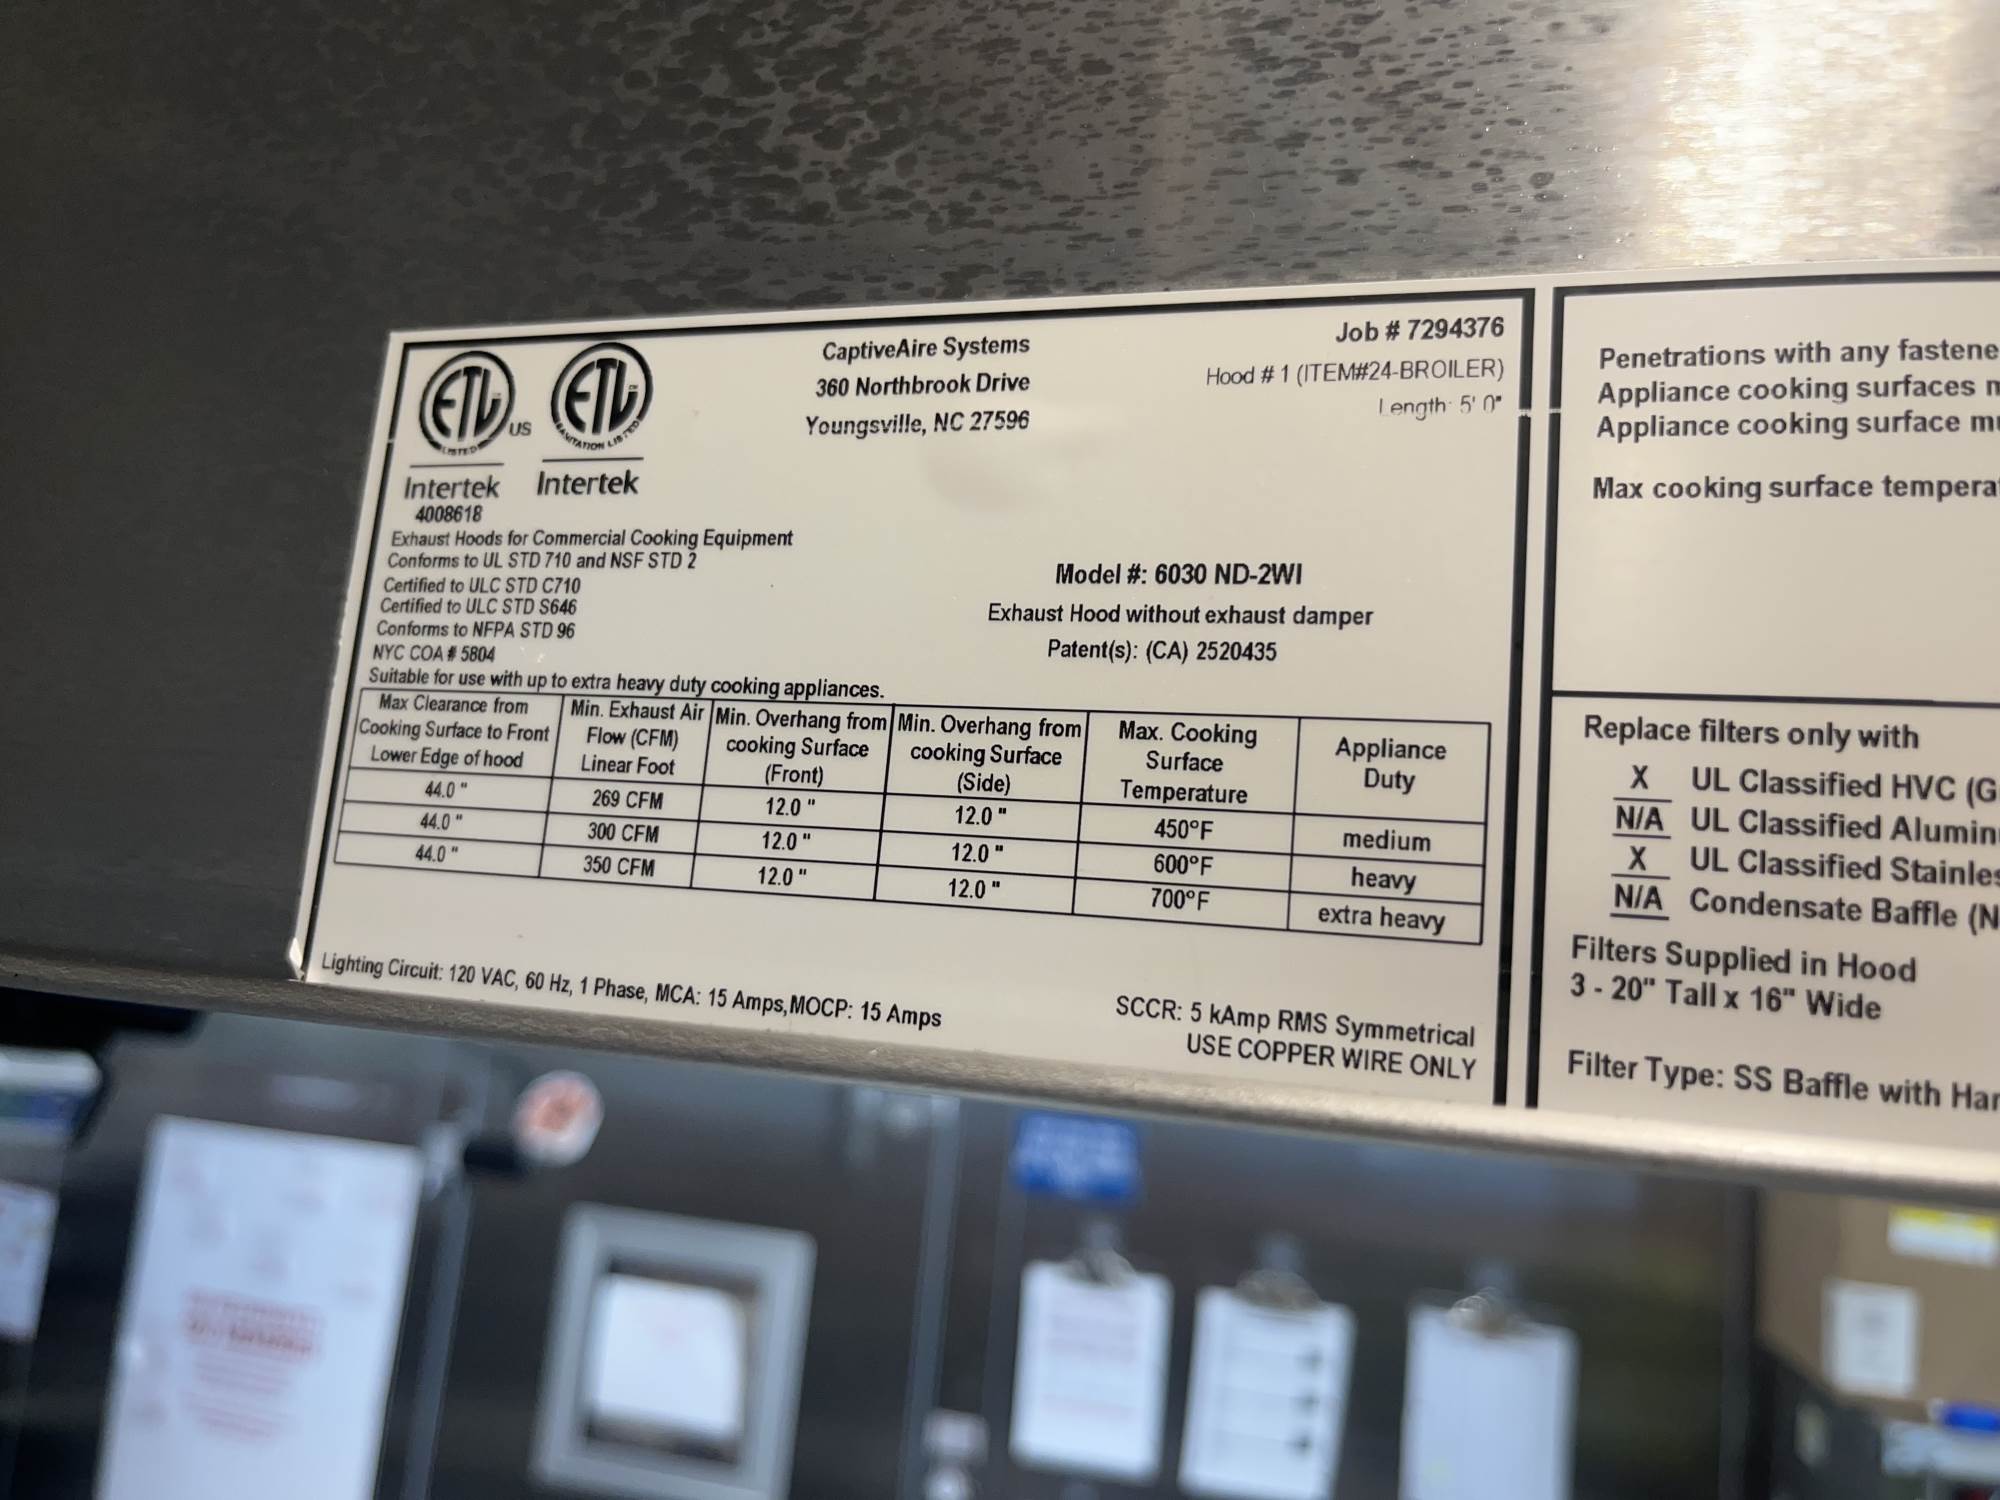 ETL
LISTED
US
Intertek
4008618
ETL
SANITATION LISTED
Intertek
CaptiveAire Systems
360 Northbrook Drive
Youngsville, NC 27596
Job # 7294376
Hood # 1 (ITEM#24-BROILER)
Length: 5' 0"
Exhaust Hoods for Commercial Cooking Equipment
Conforms to UL STD 710 and NSF STD 2
Certified to ULC STD C710
Certified to ULC STD S646
Conforms to NFPA STD 96
NYC COA # 5804
Model #: 6030 ND-2WI
Exhaust Hood without exhaust damper
Patent(s): (CA) 2520435
Suitable for use with up to extra heavy duty cooking appliances.
Max Clearance from Cooking Surface to Front Lower Edge of hood | Min. Exhaust Air Flow (CFM) Linear Foot | Min. Overhang from cooking Surface (Front) | Min. Overhang from cooking Surface (Side) | Max. Cooking Surface Temperature | Appliance Duty
44.0 " | 269 CFM | 12.0 " | 12.0 " | 450°F | medium
44.0 " | 300 CFM | 12.0 " | 12.0 " | 600°F | heavy
44.0 " | 350 CFM | 12.0 " | 12.0 " | 700°F | extra heavy
Lighting Circuit: 120 VAC, 60 Hz, 1 Phase, MCA: 15 Amps,MOCP: 15 Amps
SCCR: 5 kAmp RMS Symmetrical
USE COPPER WIRE ONLY
Penetrations with any fastene
Appliance cooking surfaces
Appliance cooking surface
Max cooking surface tempera
Replace filters only with
X UL Classified HVC (G
N/A UL Classified Alumin
X UL Classified Stainles
N/A Condensate Baffle (N
Filters Supplied in Hood
3 - 20" Tall x 16" Wide
Filter Type: SS Baffle with Han